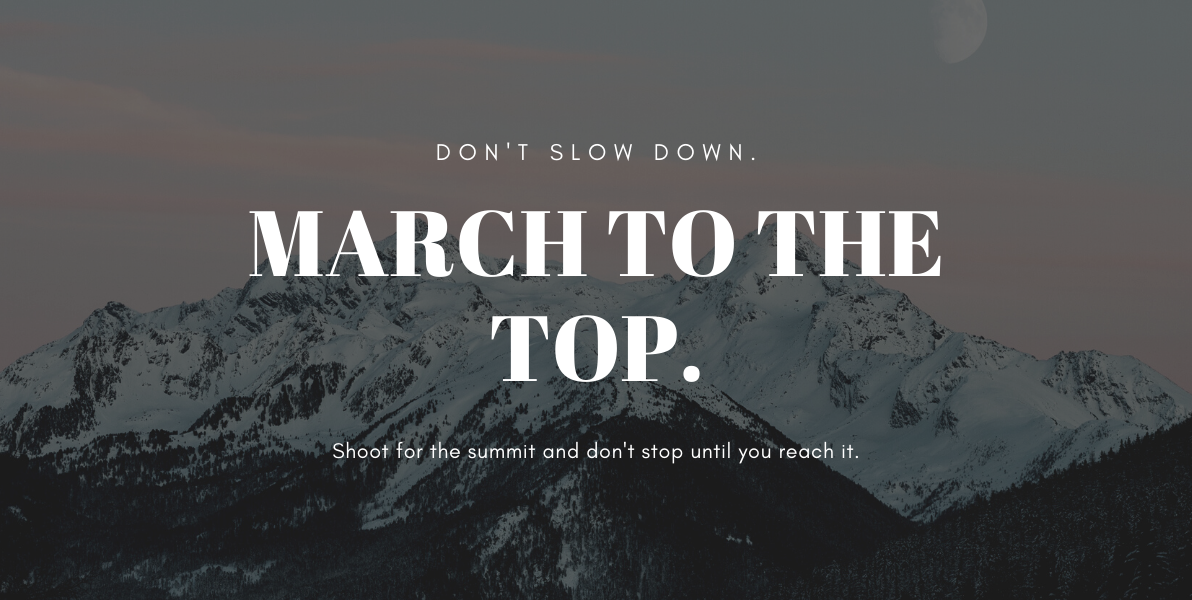 DON'T SLOW DOWN.
MARCH TO THE
TOP.
Shoot for the summit and don't stop until you reach it.